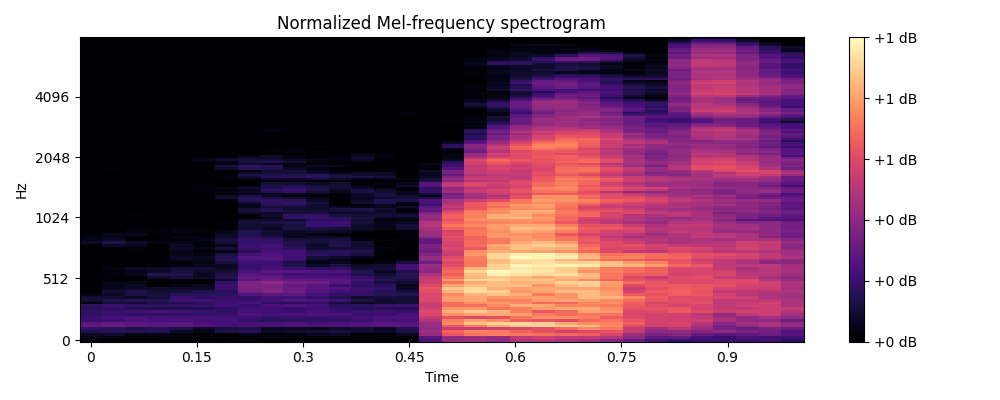 Normalized Mel-frequency spectrogram
Hz
4096
2048
1024
512
0
0 0.15 0.3 0.45 0.6 0.75 0.9
Time
+1 dB
+1 dB
+1 dB
+0 dB
+0 dB
+0 dB